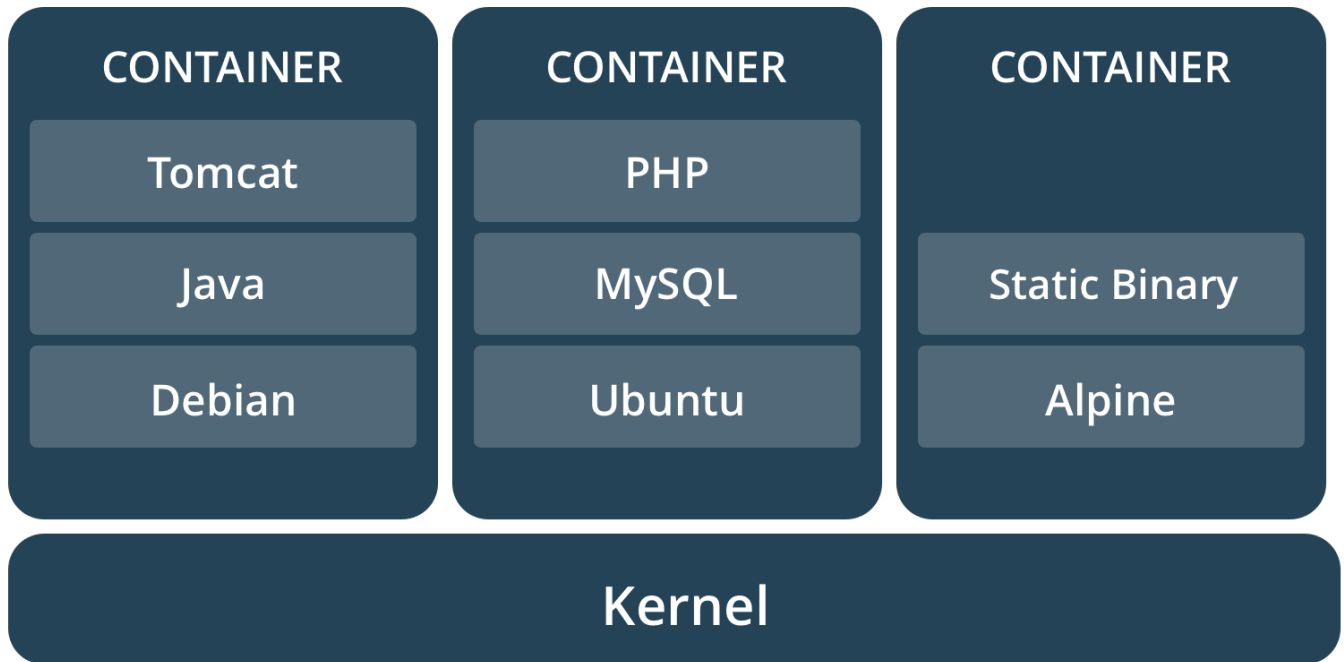 CONTAINER
Tomcat
Java
Debian
CONTAINER
PHP
MySQL
Ubuntu
CONTAINER
Static Binary
Alpine
Kernel